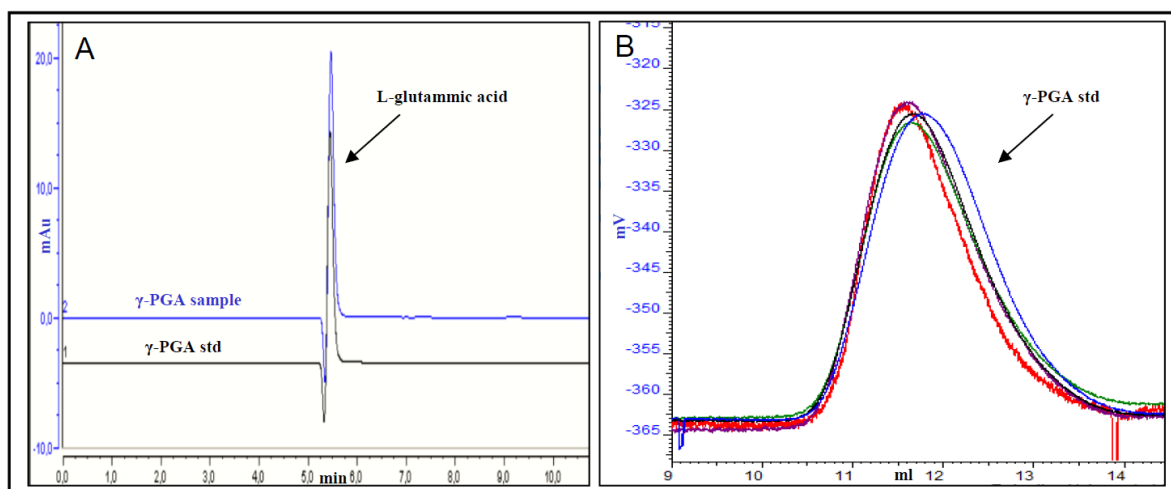 A
20,0
10,0
0,0
-10,0
mAu
L-glutammic acid
γ-PGA sample
2
γ-PGA std
1
0,0 1,0 2,0 3,0 4,0 5,0 min 6,0 7,0 8,0 9,0 10,0
B
-315
-320
-325
-330
-335
-340
-345
-350
-355
-360
-365
mV
γ-PGA std
9 10 11 ml 12 13 14